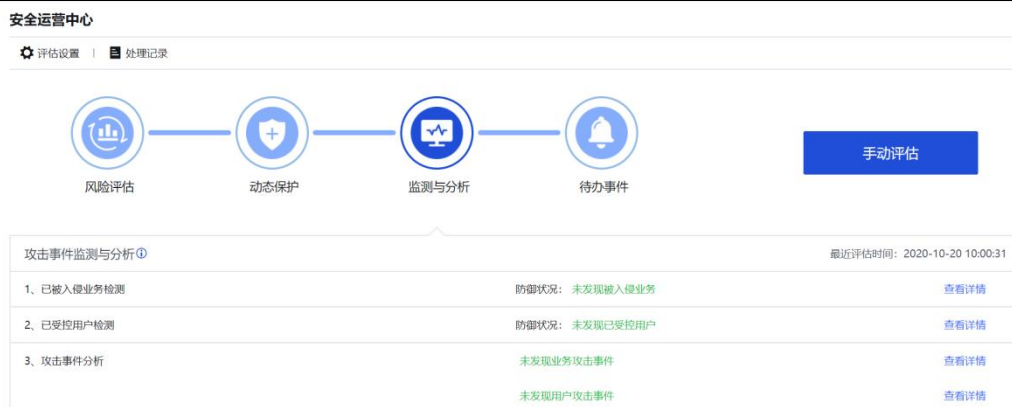 安全运营中心
评估设置 | 处理记录
风险评估 动态保护 监测与分析 待办事件 手动评估
攻击事件监测与分析 最近评估时间：2020-10-20 10:00:31
1、已被入侵业务检测 防御状况：未发现被入侵业务 查看详情
2、已受控用户检测 防御状况：未发现已受控用户 查看详情
3、攻击事件分析 未发现业务攻击事件 查看详情
未发现用户攻击事件 查看详情